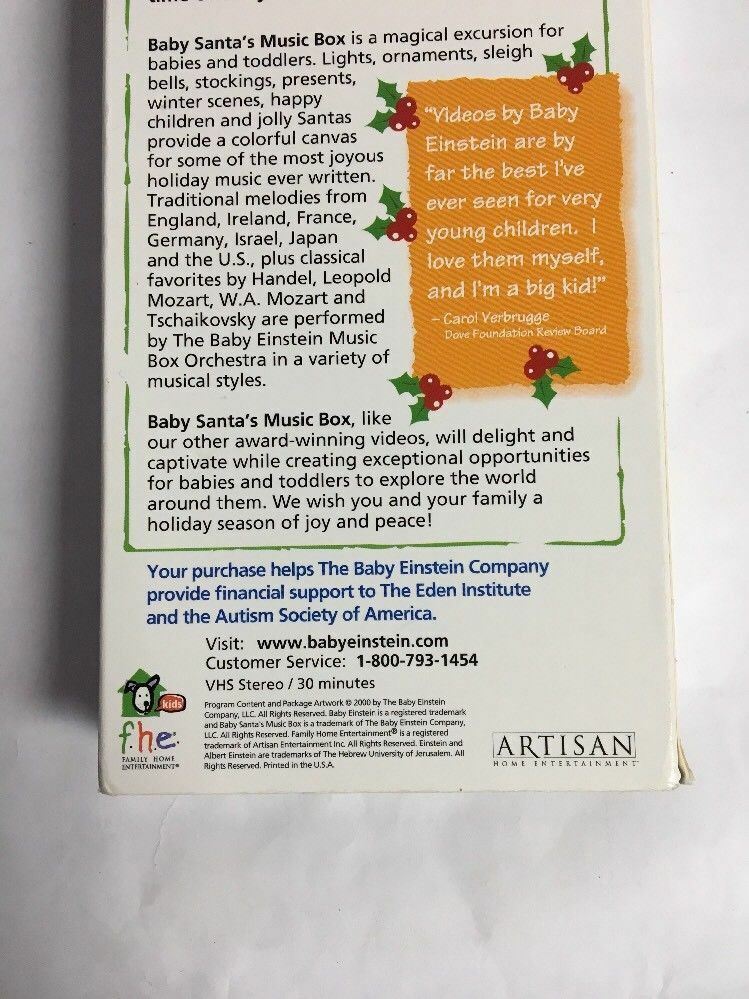 Baby Santa's Music Box is a magical excursion for
babies and toddlers. Lights, ornaments, sleigh
bells, stockings, presents,
winter scenes, happy
children and jolly Santas
provide a colorful canvas
for some of the most joyous
holiday music ever written.
Traditional melodies from
England, Ireland, France,
Germany, Israel, Japan
and the U.S., plus classical
favorites by Handel, Leopold
Mozart, W.A. Mozart and
Tschaikovsky are performed
by The Baby Einstein Music
Box Orchestra in a variety of
musical styles.
"Videos by Baby
Einstein are by
far the best I've
ever seen for very
young children. I
love them myself,
and I'm a big kid!"
– Carol Verbrugge
Dove Foundation Review Board
Baby Santa's Music Box, like
our other award-winning videos, will delight and
captivate while creating exceptional opportunities
for babies and toddlers to explore the world
around them. We wish you and your family a
holiday season of joy and peace!
Your purchase helps The Baby Einstein Company
provide financial support to The Eden Institute
and the Autism Society of America.
Visit: www.babyeinstein.com
Customer Service: 1-800-793-1454
VHS Stereo / 30 minutes
Program Content and Package Artwork © 2000 by The Baby Einstein
Company, LLC. All Rights Reserved. Baby Einstein is a registered trademark
and Baby Santa's Music Box is a trademark of The Baby Einstein Company,
LLC. All Rights Reserved. Family Home Entertainment® is a registered
trademark of Artisan Entertainment Inc. All Rights Reserved. Einstein and
Albert Einstein are trademarks of The Hebrew University of Jerusalem. All
Rights Reserved. Printed in the U.S.A.
kids
f.h.e.
FAMILY HOME
ENTERTAINMENT®
ARTISAN
HOME ENTERTAINMENT